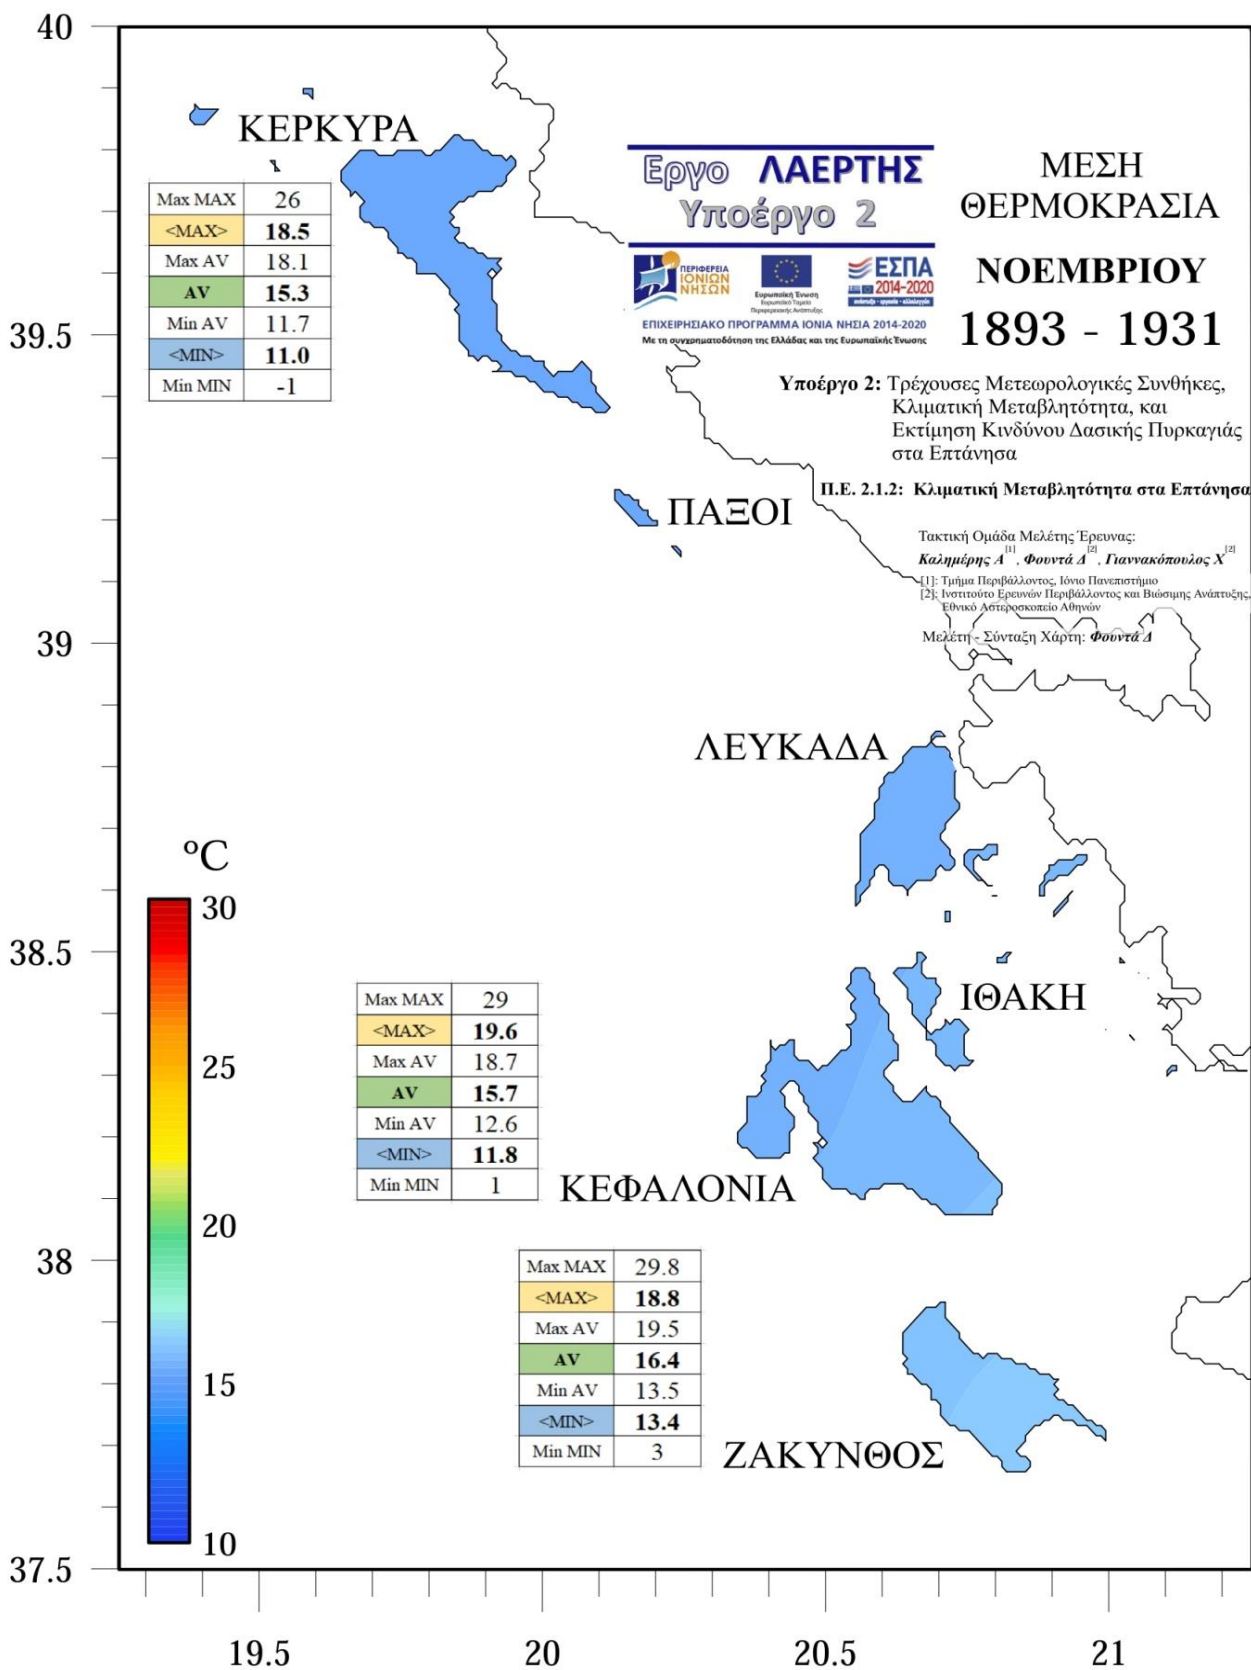 40
39.5
39
38.5
38
37.5
19.5
20
20.5
21
ΚΕΡΚΥΡΑ
Max MAX 26
<MAX> 18.5
Max AV 18.1
AV 15.3
Min AV 11.7
<MIN> 11.0
Min MIN -1
Εργο ΛΑΕΡΤΗΣ
Υποέργο 2
ΠΕΡΙΦΕΡΕΙΑ
ΙΟΝΙΩΝ
ΝΗΣΩΝ
Ευρωπαϊκή Ένωση
Ευρωπαϊκό Ταμείο
Περιφερειακής Ανάπτυξης
ΕΣΠΑ
2014-2020
ανάπτυξη - εργασία - αλληλεγγύη
ΕΠΙΧΕΙΡΗΣΙΑΚΟ ΠΡΟΓΡΑΜΜΑ ΙΟΝΙΑ ΝΗΣΙΑ 2014-2020
Με τη συγχρηματοδότηση της Ελλάδας και της Ευρωπαϊκής Ένωσης
ΜΕΣΗ
ΘΕΡΜΟΚΡΑΣΙΑ
ΝΟΕΜΒΡΙΟΥ
1893 - 1931
Υποέργο 2: Τρέχουσες Μετεωρολογικές Συνθήκες,
Κλιματική Μεταβλητότητα, και
Εκτίμηση Κινδύνου Δασικής Πυρκαγιάς
στα Επτάνησα
Π.Ε. 2.1.2: Κλιματική Μεταβλητότητα στα Επτάνησα
Τακτική Ομάδα Μελέτης Έρευνας:
Καλημέρης Α[1], Φουντά Δ[2], Γιαννακόπουλος Χ[2]
[1]: Τμήμα Περιβάλλοντος, Ιόνιο Πανεπιστήμιο
[2]: Ινστιτούτο Ερευνών Περιβάλλοντος και Βιώσιμης Ανάπτυξης,
Εθνικό Αστεροσκοπείο Αθηνών
Μελέτη - Σύνταξη Χάρτη: Φουντά Δ
ΠΑΞΟΙ
ΛΕΥΚΑΔΑ
ΙΘΑΚΗ
°C
30
25
20
15
10
Max MAX 29
<MAX> 19.6
Max AV 18.7
AV 15.7
Min AV 12.6
<MIN> 11.8
Min MIN 1
ΚΕΦΑΛΟΝΙΑ
Max MAX 29.8
<MAX> 18.8
Max AV 19.5
AV 16.4
Min AV 13.5
<MIN> 13.4
Min MIN 3
ΖΑΚΥΝΘΟΣ